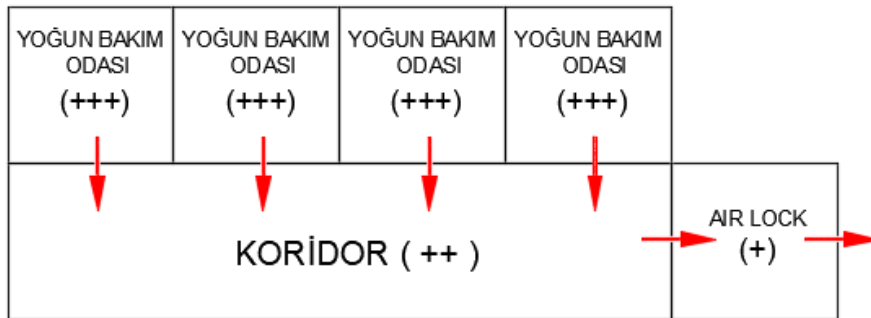 YOĞUN BAKIM
ODASI
(+++)
YOĞUN BAKIM
ODASI
(+++)
YOĞUN BAKIM
ODASI
(+++)
YOĞUN BAKIM
ODASI
(+++)
KORİDOR ( ++ )
AIR LOCK
(+)